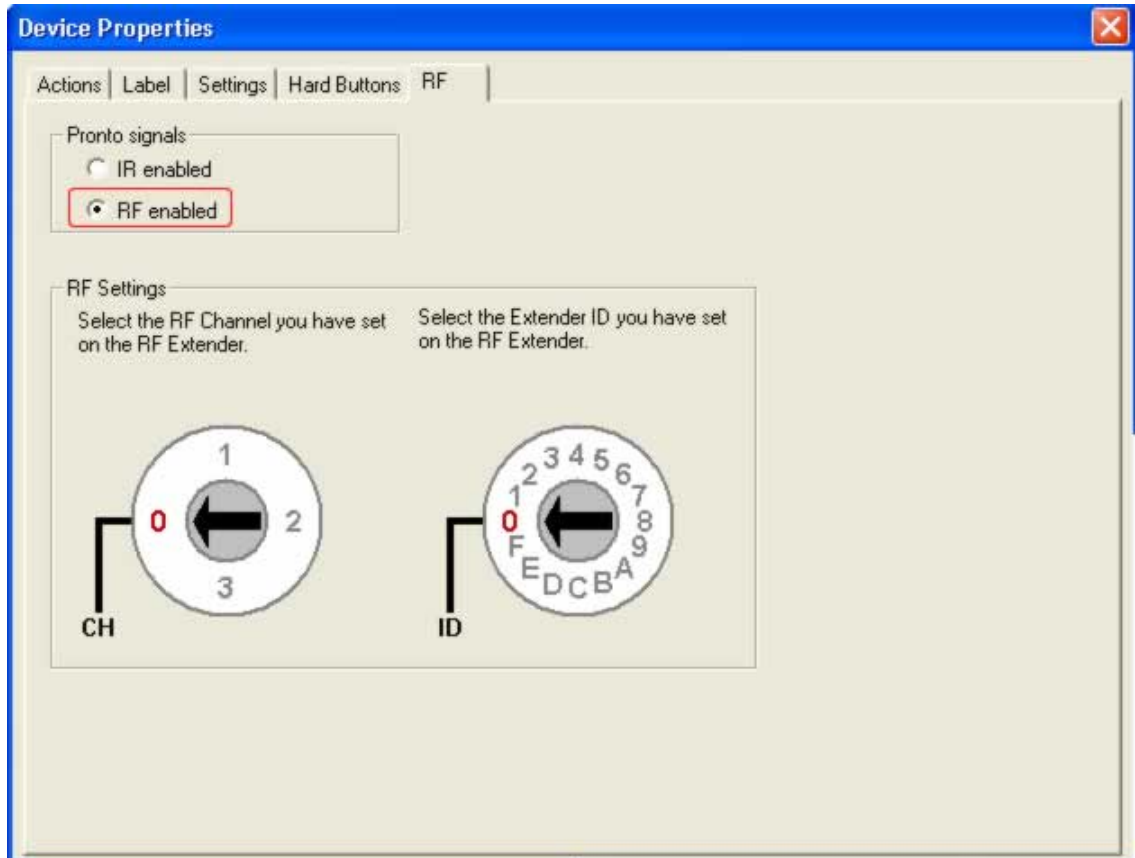 Device Properties
Actions Label Settings Hard Buttons RF
Pronto signals
IR enabled
RF enabled
RF Settings
Select the RF Channel you have set
on the RF Extender.
Select the Extender ID you have set
on the RF Extender.
1
0
2
3
CH
0
1
2
3
4
5
6
7
8
9
A
B
C
D
E
F
ID